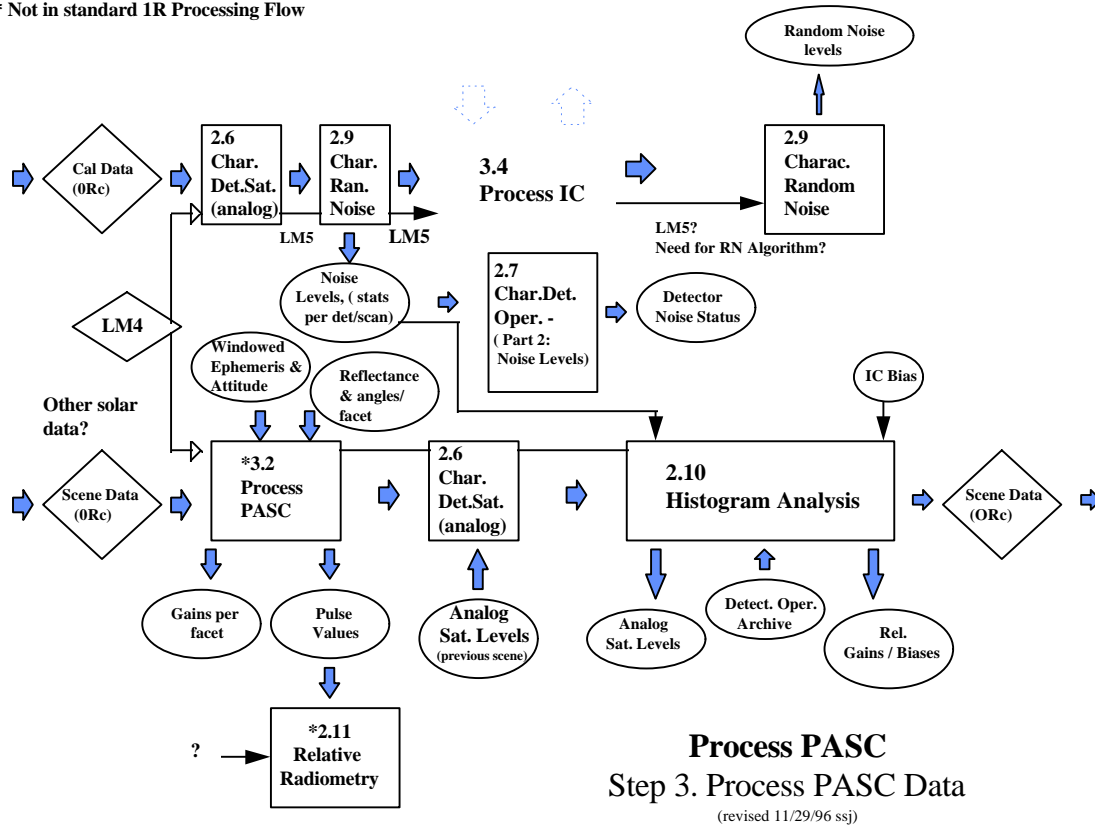 * Not in standard 1R Processing Flow
Random Noise
levels
Cal Data
(0Rc)
2.6
Char.
Det.Sat.
(analog)
2.9
Char.
Ran.
Noise
3.4
Process IC
2.9
Charac.
Random
Noise
LM5
LM5
LM5?
Need for RN Algorithm?
LM4
Noise
Levels, ( stats
per det/scan)
2.7
Char.Det.
Oper. -
( Part 2:
Noise Levels)
Detector
Noise Status
Windowed
Ephemeris &
Attitude
Reflectance
& angles/
facet
IC Bias
Other solar
data?
Scene Data
(0Rc)
*3.2
Process
PASC
2.6
Char.
Det.Sat.
(analog)
2.10
Histogram Analysis
Scene Data
(ORc)
Gains per
facet
Pulse
Values
Analog
Sat. Levels
(previous scene)
Analog
Sat. Levels
Detect. Oper.
Archive
Rel.
Gains / Biases
?
*2.11
Relative
Radiometry
Process PASC
Step 3. Process PASC Data
(revised 11/29/96 ssj)